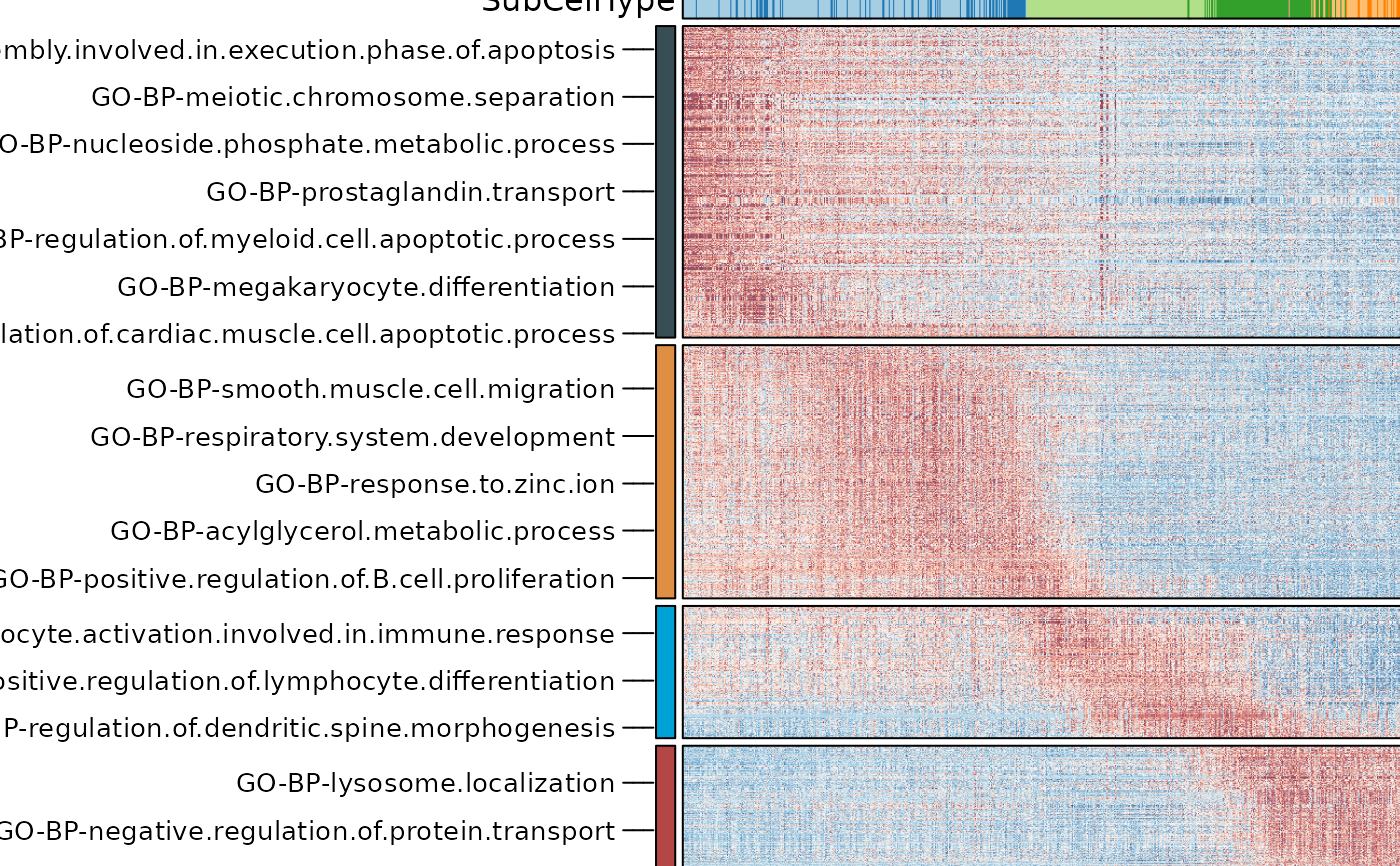 SubCellType
mbly.involved.in.execution.phase.of.apoptosis
GO-BP-meiotic.chromosome.separation
O-BP-nucleoside.phosphate.metabolic.process
GO-BP-prostaglandin.transport
BP-regulation.of.myeloid.cell.apoptotic.process
GO-BP-megakaryocyte.differentiation
lation.of.cardiac.muscle.cell.apoptotic.process
GO-BP-smooth.muscle.cell.migration
GO-BP-respiratory.system.development
GO-BP-response.to.zinc.ion
GO-BP-acylglycerol.metabolic.process
GO-BP-positive.regulation.of.B.cell.proliferation
ocyte.activation.involved.in.immune.response
ositive.regulation.of.lymphocyte.differentiation
P-regulation.of.dendritic.spine.morphogenesis
GO-BP-lysosome.localization
GO-BP-negative.regulation.of.protein.transport